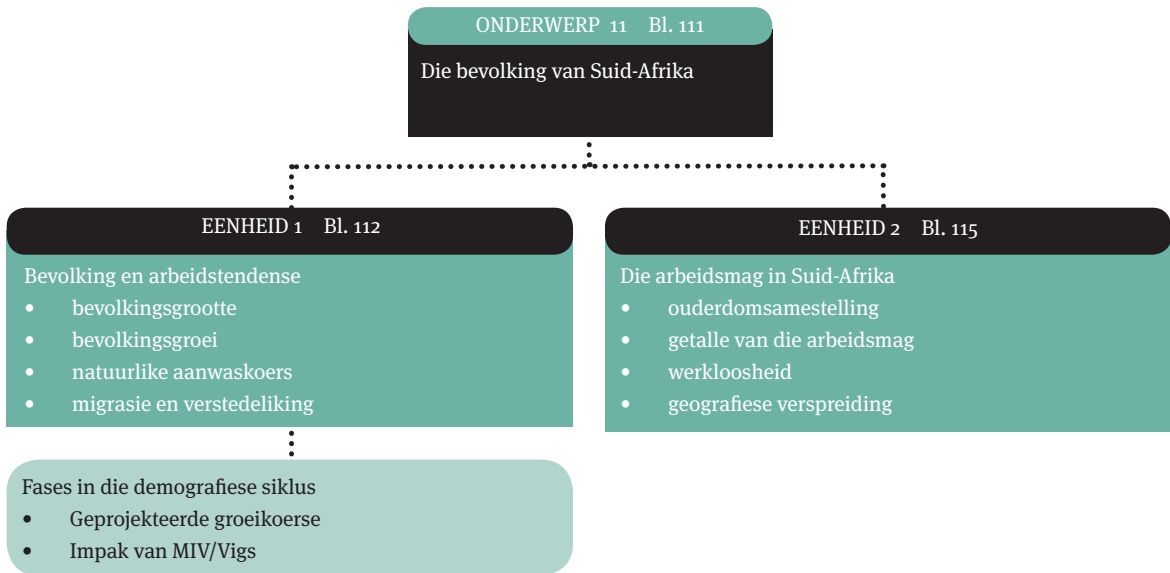 ONDERWERP 11 Bl. 111
Die bevolking van Suid-Afrika
EENHEID 1 Bl. 112
Bevolking en arbeidstendense
• bevolkingsgrootte
• bevolkingsgroei
• natuurlike aanwaskoers
• migrasie en verstedeliking
Fases in die demografiese siklus
• Geprojekteerde groeikoerse
• Impak van MIV/Vigs
EENHEID 2 Bl. 115
Die arbeidsmag in Suid-Afrika
• ouderdomsamestelling
• getalle van die arbeidsmag
• werkloosheid
• geografiese verspreiding